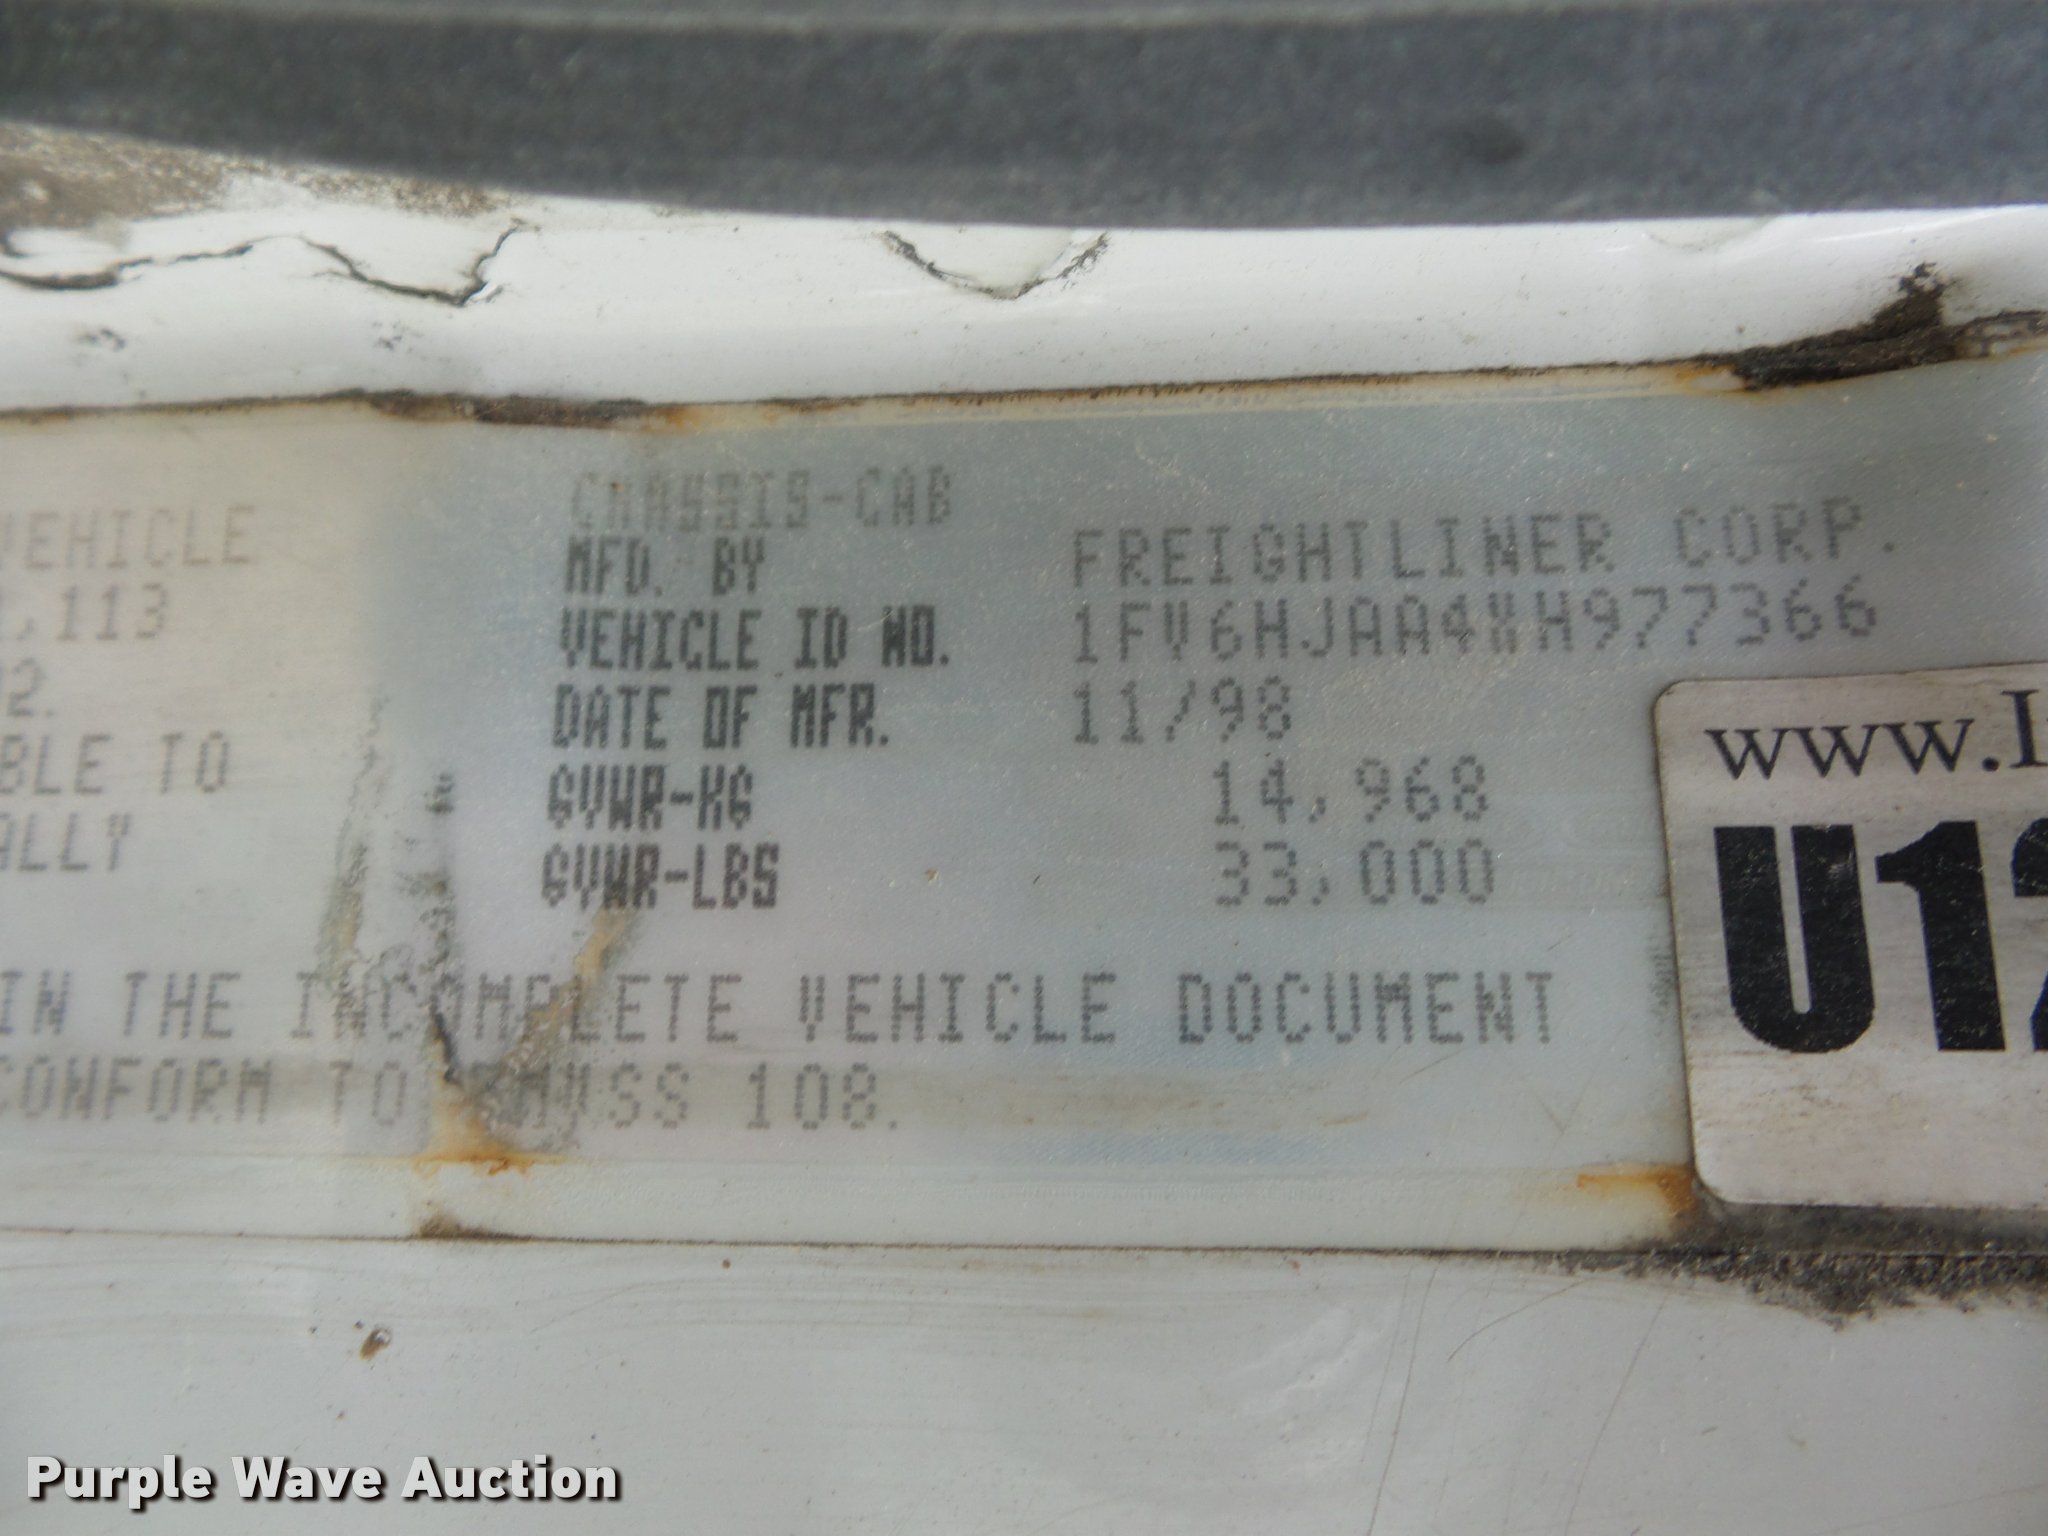 CHASSIS-CAB
VEHICLE MFD. BY FREIGHTLINER CORP.
,113 VEHICLE ID NO. 1FV6HJAA4XH977366
R. DATE OF MFR. 11/98
BLE TO GVWR-KG 14,968
ALLY GVWR-LBS 33,000
IN THE INCOMPLETE VEHICLE DOCUMENT
CONFORM TO FMVSS 108.
www.I
U12
Purple Wave Auction